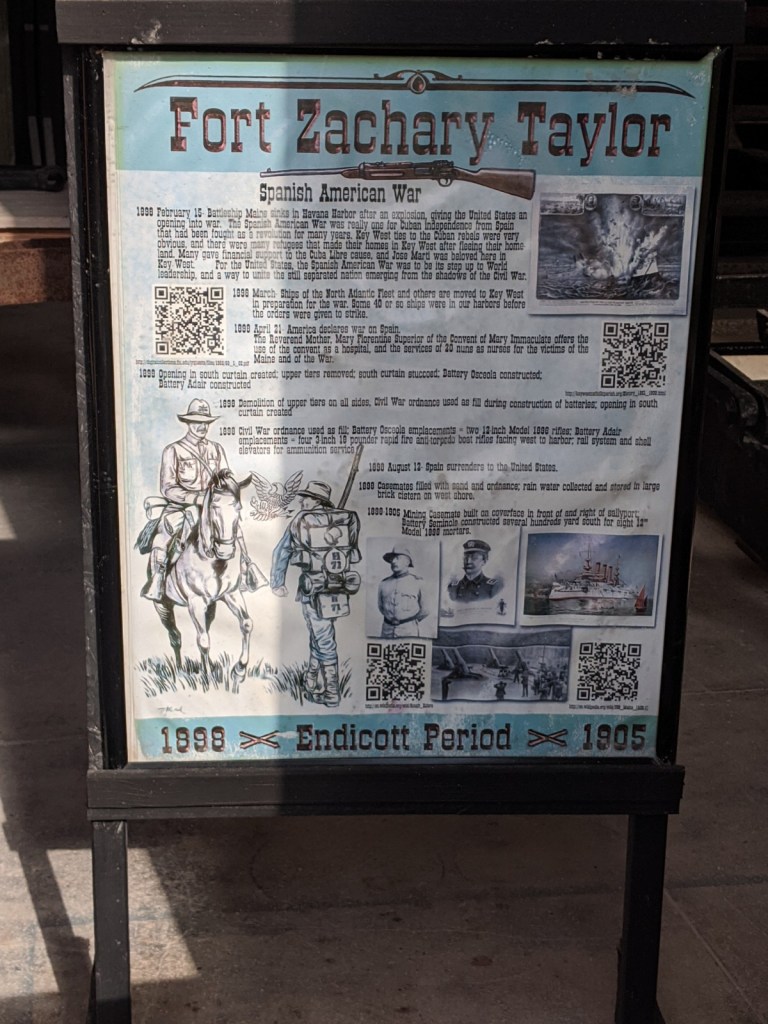 Fort Zachary Taylor
Spanish American War
1898 February 15- Battleship Maine sinks in Havana Harbor after an explosion, giving the United States an
opening into war. The Spanish American War was really one for Cuban Independence from Spain
that had been fought as a revolution for many years. Key West ties to the Cuban rebels were very
obvious, and there were many refugees that made their homes in Key West after fleeing their home-
land. Many gave financial support to the Cuba Libre cause, and Jose Marti was beloved here in
Key West. For the United States, the Spanish American War was to be its step up to World
leadership, and a way to unite the still separated nation emerging from the shadows of the Civil War.
1898 March- Ships of the North Atlantic Fleet and others are moved to Key West
in preparation for the war. Some 40 or so ships were in our harbors before
the orders were given to strike.
1898 April 21- America declares war on Spain.
The Reverend Mother, Mary Florentine Superior of the Convent of Mary Immaculate offers the
use of the convent as a hospital, and the services of 25 nuns as nurses for the victims of the
Maine and of the War.
1898 Opening in south curtain created; upper tiers removed; south curtain stuccoed; Battery Osceola constructed;
Battery Adair constructed
1898 Demolition of upper tiers on all sides, Civil War ordnance used as fill during construction of batteries; opening in south
curtain created
1898 Civil War ordnance used as fill; Battery Osceola emplacements - two 12-inch Model 1888 rifles; Battery Adair
emplacements - four 3-inch 15 pounder rapid fire anti-torpedo boat rifles facing west to harbor; rail system and shell
elevators for ammunition service
1898 August 12- Spain surrenders to the United States.
1898 Casemates filled with sand and ordnance; rain water collected and stored in large
brick cistern on west shore.
1898-1905 Mining Casemate built on coverface in front of and right of sallyport;
Battery Seminole constructed several hundreds yard south for eight 12"
Model 1898 mortars.
1898 Endicott Period 1905